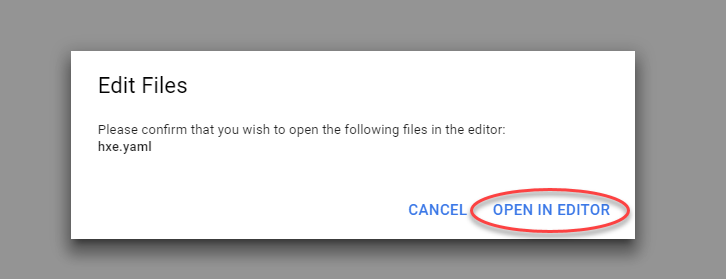 Edit Files
Please confirm that you wish to open the following files in the editor:
hxe.yaml
CANCEL OPEN IN EDITOR